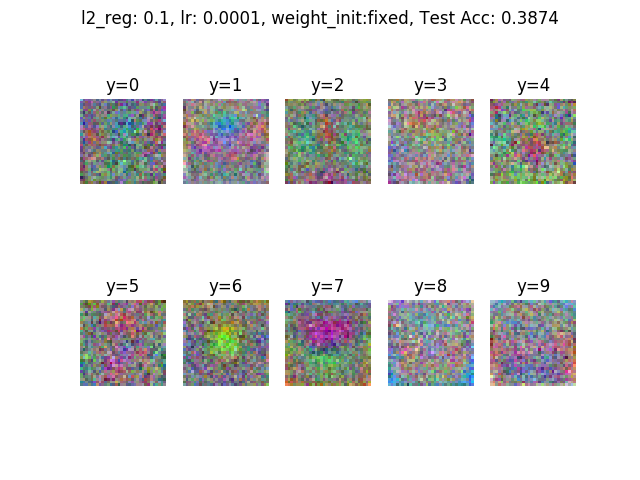 l2_reg: 0.1, lr: 0.0001, weight_init:fixed, Test Acc: 0.3874
y=0 y=1 y=2 y=3 y=4
y=5 y=6 y=7 y=8 y=9